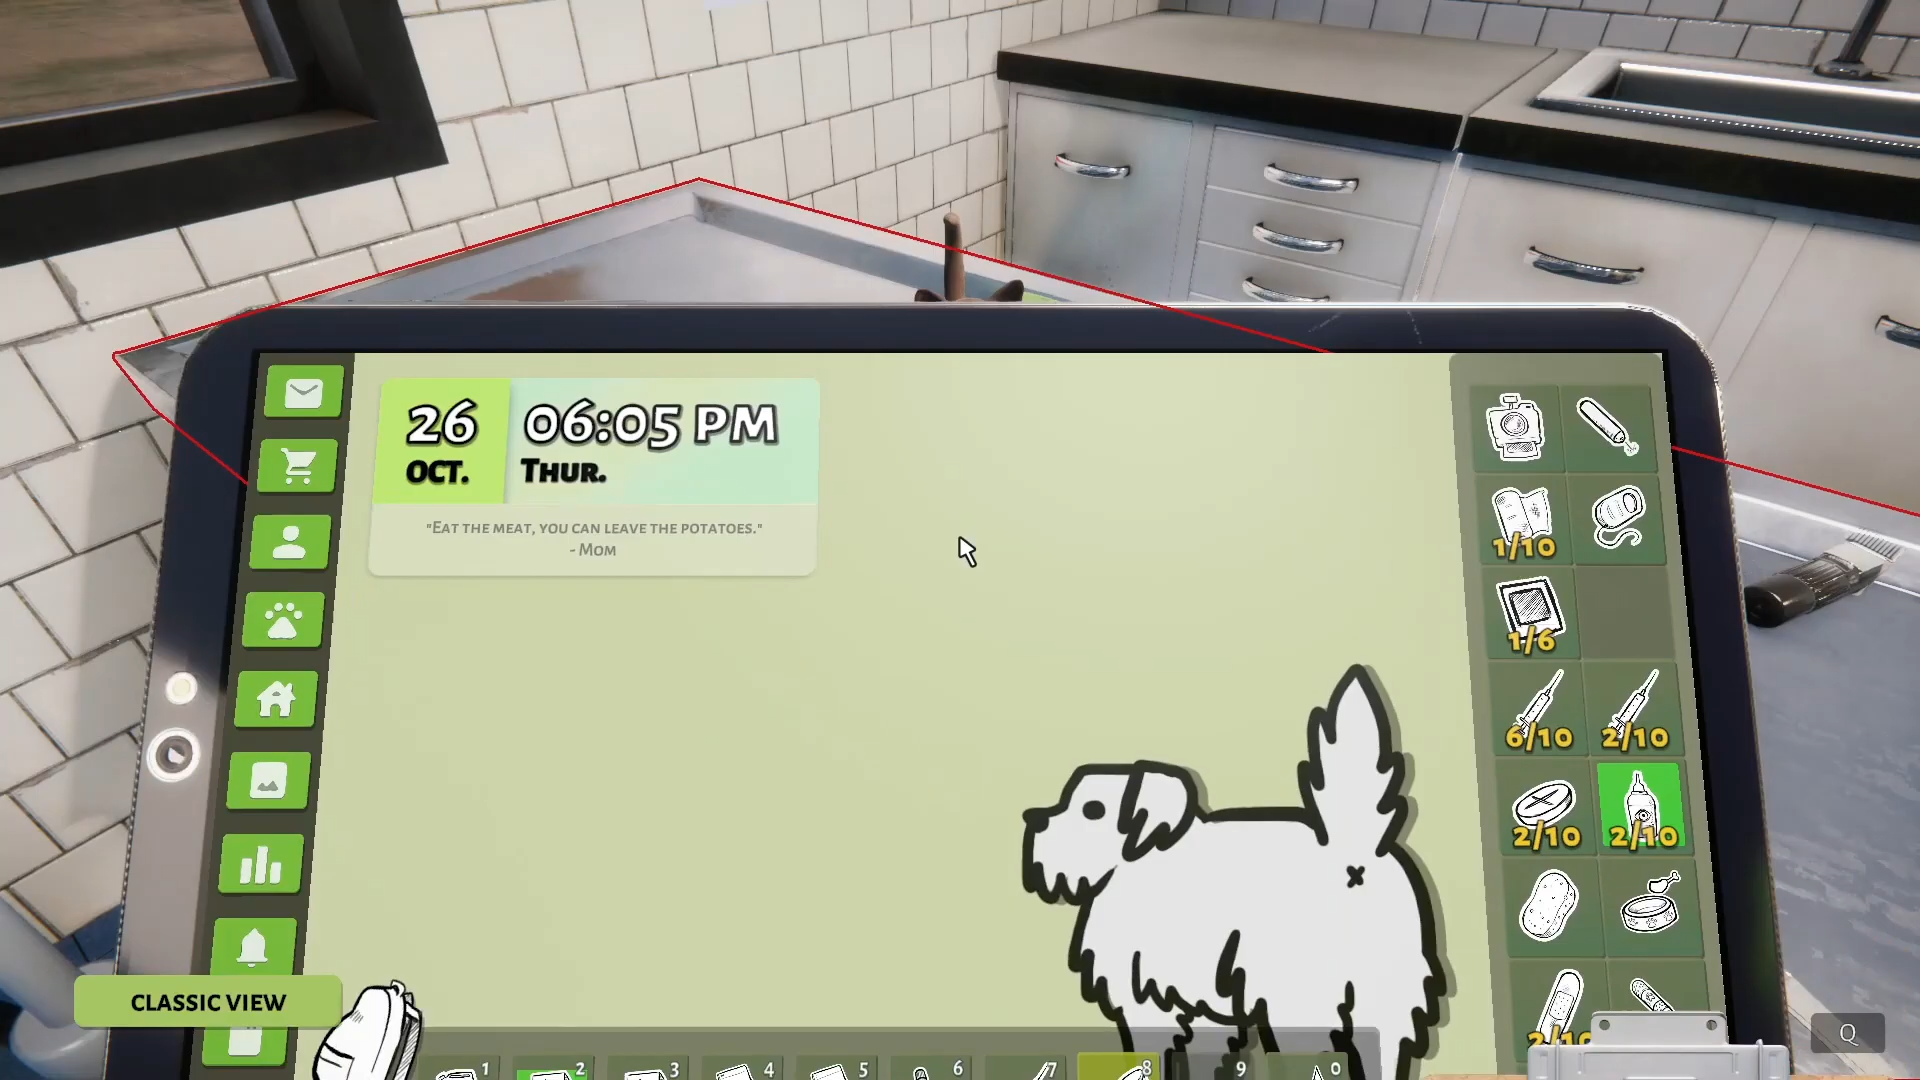 26
OCT.
06:05 PM
THUR.
"EAT THE MEAT, YOU CAN LEAVE THE POTATOES."
- MOM
1/10
1/6
6/10 2/10
2/10 2/10
2/10
CLASSIC VIEW
Q
1 2 3 4 5 6 7 8 9 0